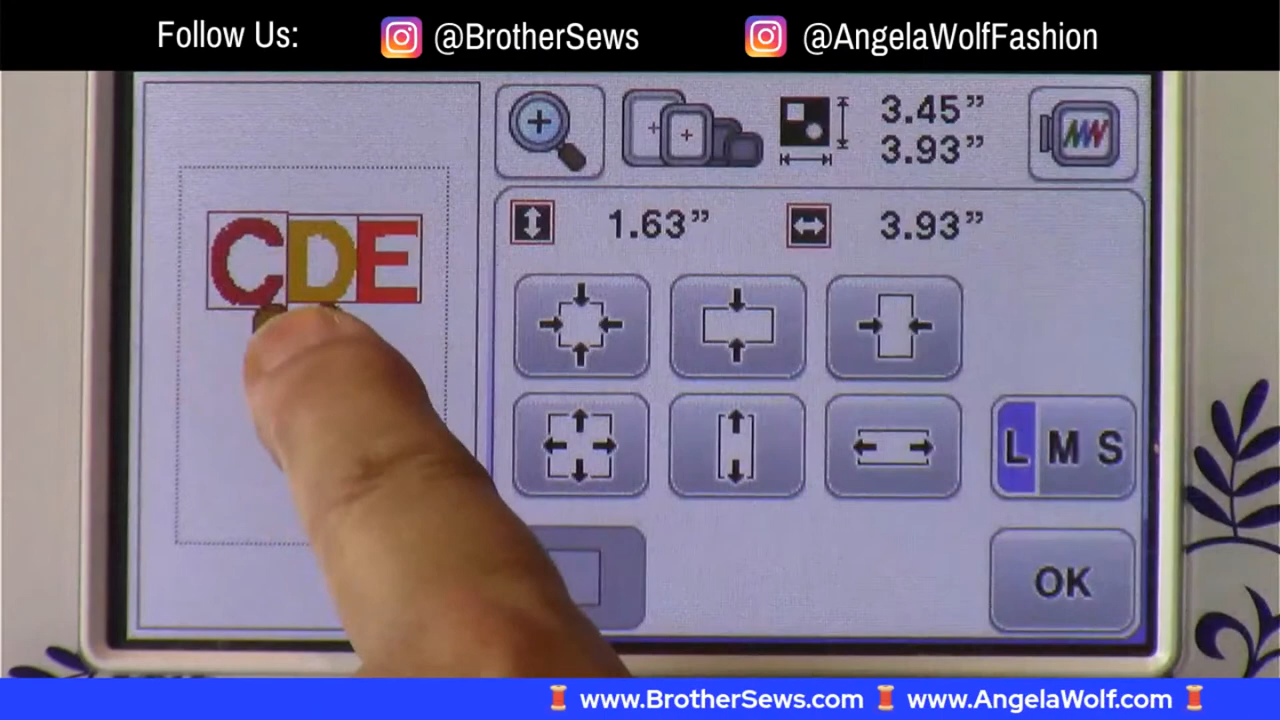 Follow Us: @BrotherSews @AngelaWolfFashion
3.45”
3.93”
1.63” 3.93”
CDE
L M S
OK
www.BrotherSews.com www.AngelaWolf.com